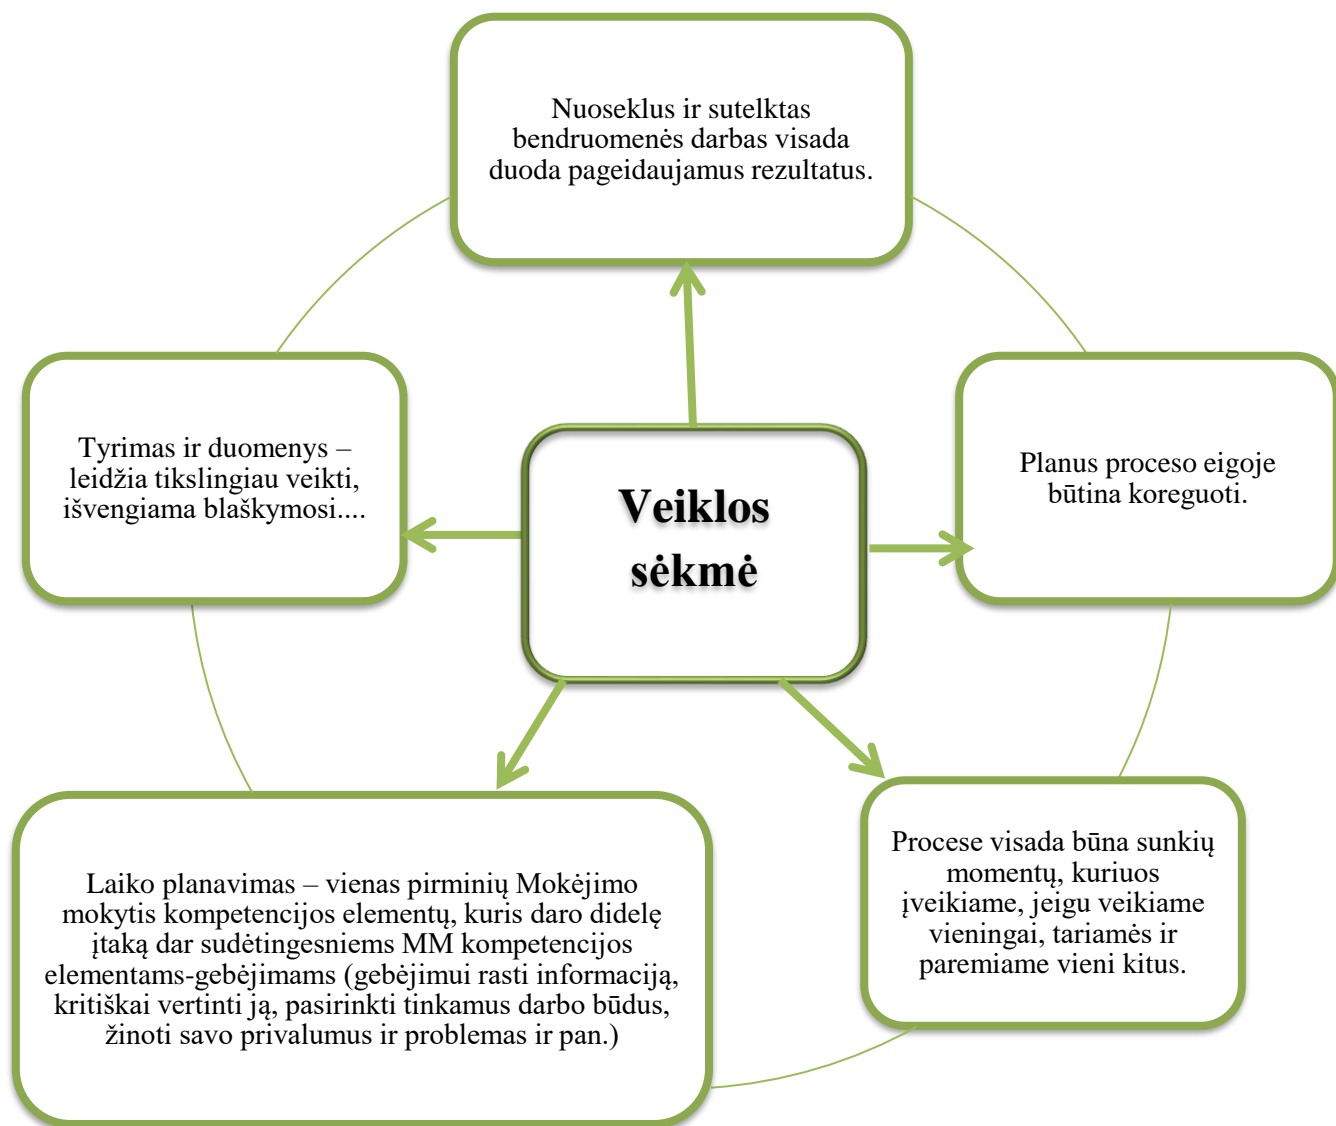 Nuoseklus ir sutelktas
bendruomenės darbas visada
duoda pageidaujamus rezultatus.
Tyrimas ir duomenys –
leidžia tikslingiau veikti,
išvengiama blaškymosi....
Veiklos
sėkmė
Planus proceso eigoje
būtina koreguoti.
Laiko planavimas – vienas pirminių Mokėjimo
mokytis kompetencijos elementų, kuris daro didelę
įtaką dar sudėtingesniems MM kompetencijos
elementams-gebėjimams (gebėjimui rasti informaciją,
kritiškai vertinti ją, pasirinkti tinkamus darbo būdus,
žinoti savo privalumus ir problemas ir pan.)
Procese visada būna sunkių
momentų, kuriuos
įveikiame, jeigu veikiame
vieningai, tariamės ir
paremiame vieni kitus.